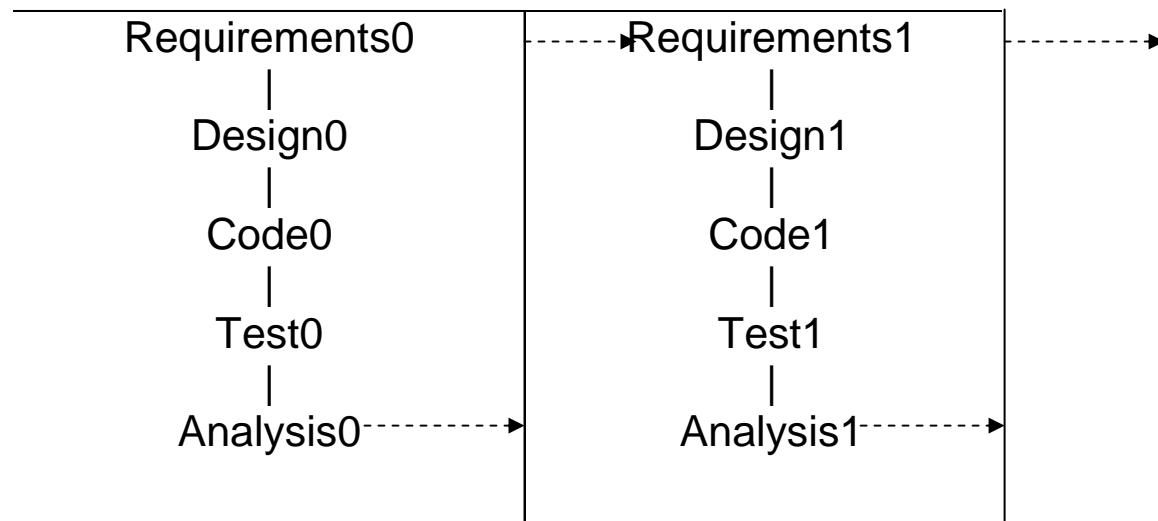 Requirements0
Design0
Code0
Test0
Analysis0
Requirements1
Design1
Code1
Test1
Analysis1